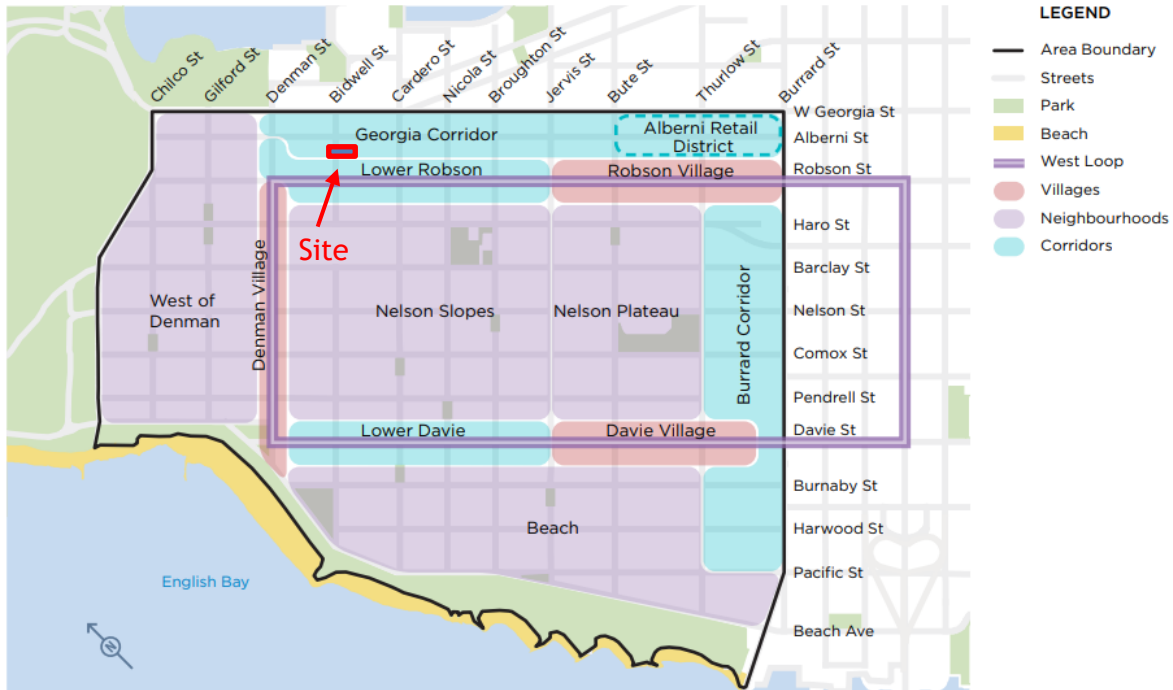 Chilco St
Gilford St
Denman St
Bidwell St
Cardero St
Nicola St
Broughton St
Jervis St
Bute St
Thurlow St
Burrard St
LEGEND
Area Boundary
Streets
Park
Beach
West Loop
Villages
Neighbourhoods
Corridors
W Georgia St
Alberni St
Robson St
Haro St
Barclay St
Nelson St
Comox St
Pendrell St
Davie St
Burnaby St
Harwood St
Pacific St
Beach Ave
Georgia Corridor
Alberni Retail
District
Lower Robson
Robson Village
Site
Denman Village
West of
Denman
Nelson Slopes
Nelson Plateau
Burrard Corridor
Lower Davie
Davie Village
Beach
English Bay
N